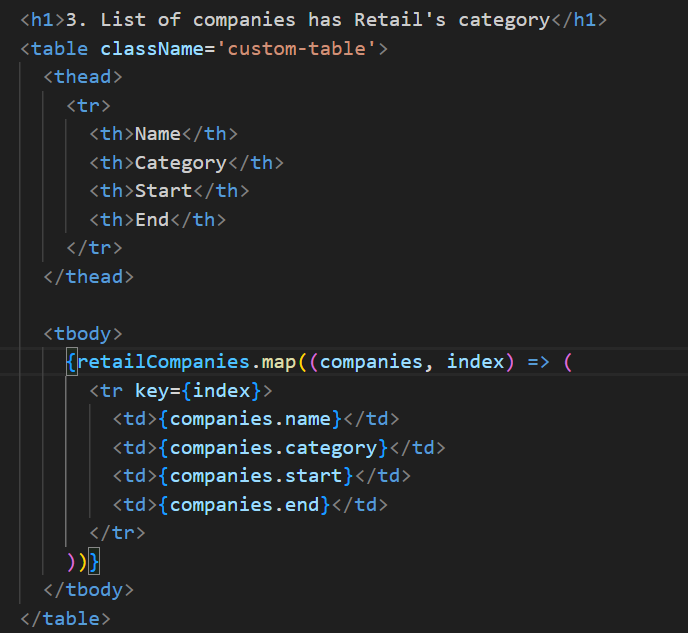 <h1>3. List of companies has Retail's category</h1>
<table className='custom-table'>
  <thead>
    <tr>
      <th>Name</th>
      <th>Category</th>
      <th>Start</th>
      <th>End</th>
    </tr>
  </thead>

  <tbody>
    {retailCompanies.map((companies, index) => (
      <tr key={index}>
        <td>{companies.name}</td>
        <td>{companies.category}</td>
        <td>{companies.start}</td>
        <td>{companies.end}</td>
      </tr>
    ))}
  </tbody>
</table>